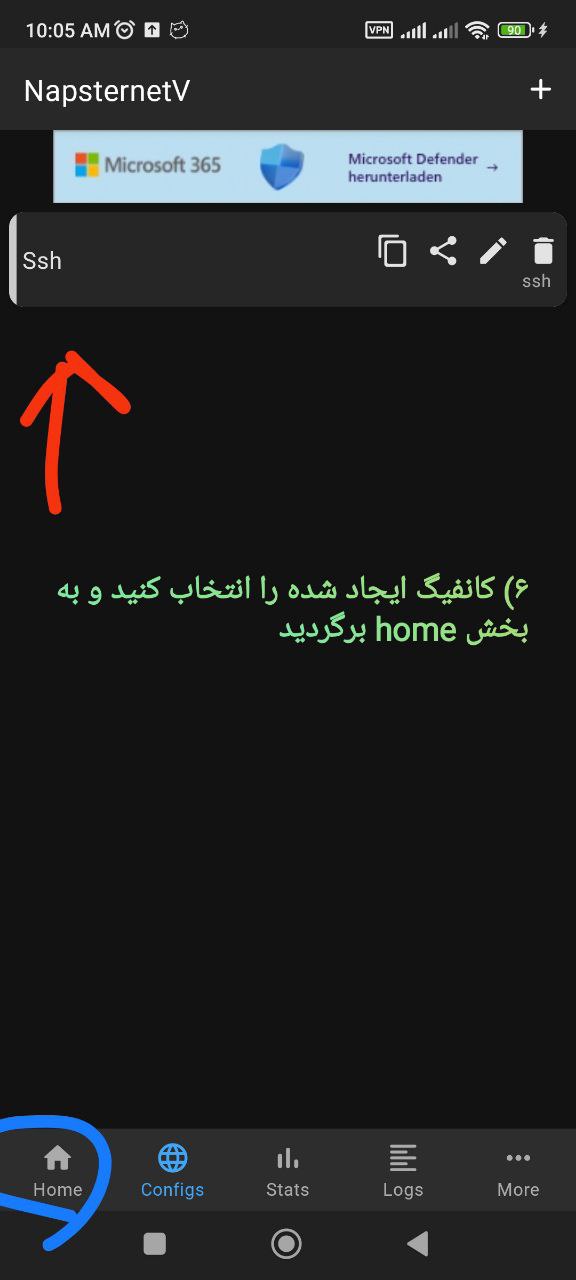 10:05 AM
VPN
90
NapsternetV
+
Microsoft 365
Microsoft Defender
herunterladen →
Ssh
ssh
۶) کانفیگ ایجاد شده را انتخاب کنید و به
بخش home برگردید
Home
Configs
Stats
Logs
More